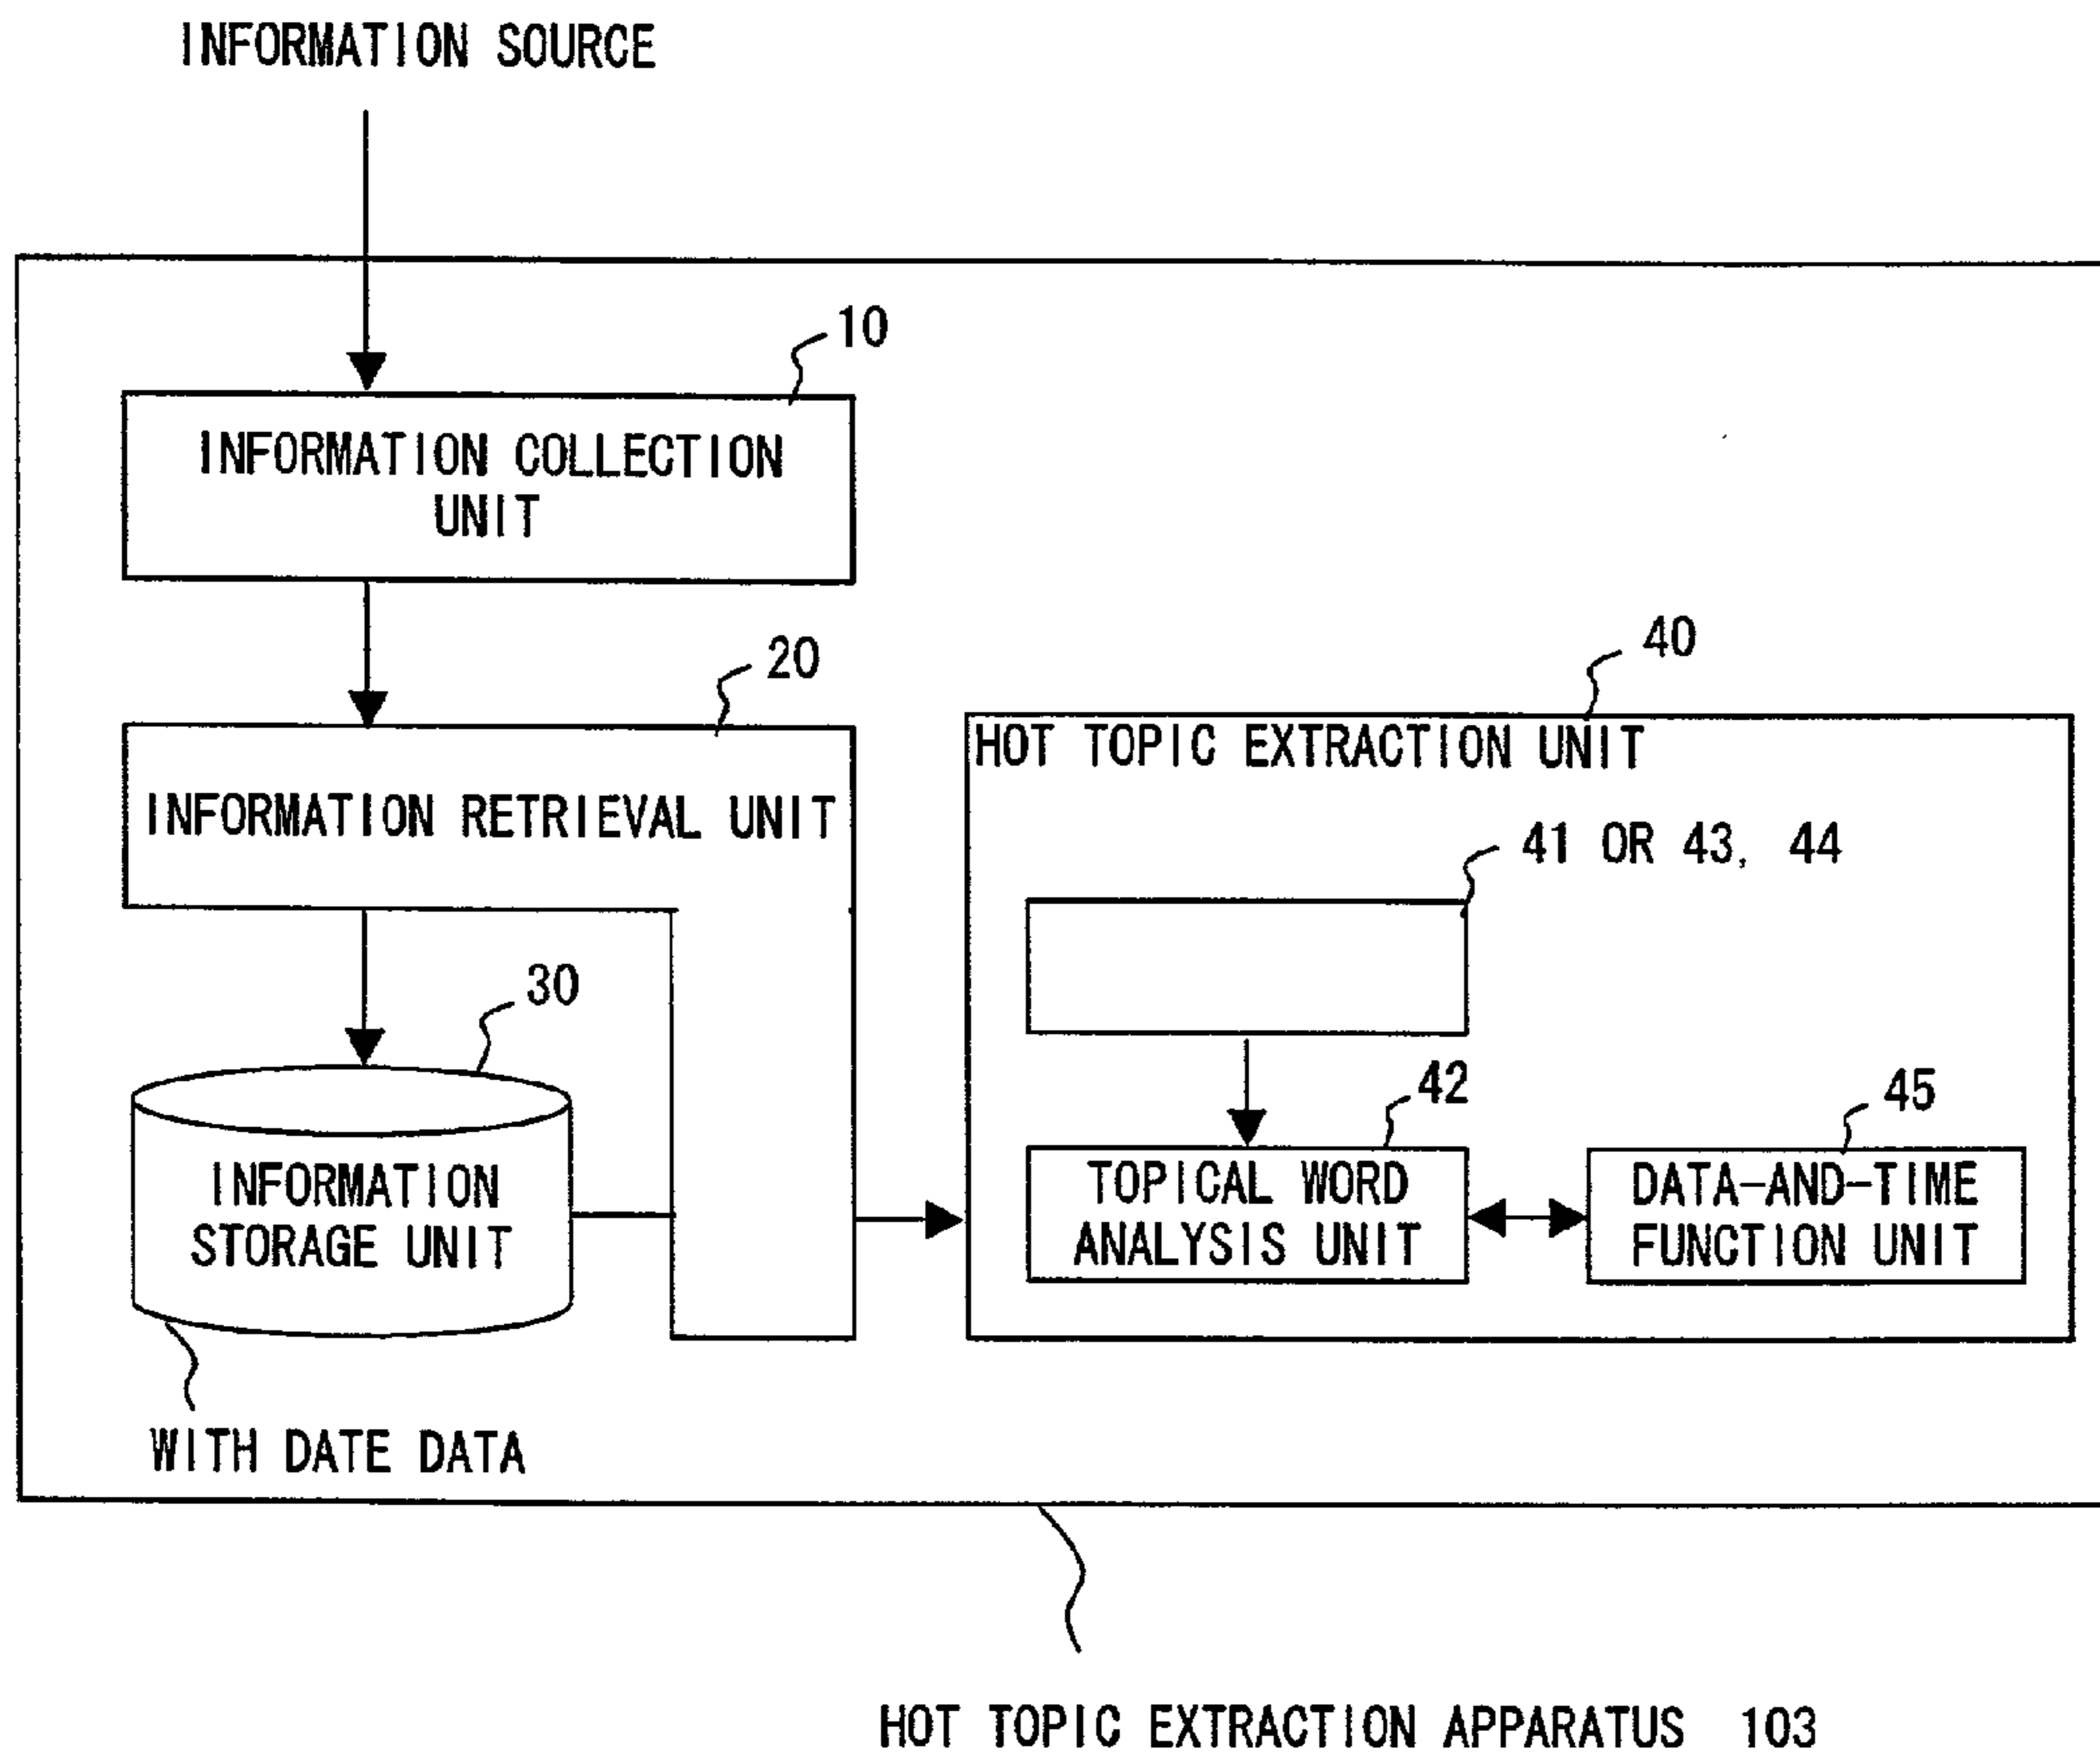 INFORMATION SOURCE
10
INFORMATION COLLECTION
UNIT
20
INFORMATION RETRIEVAL UNIT
30
INFORMATION
STORAGE UNIT
WITH DATE DATA
40
HOT TOPIC EXTRACTION UNIT
41 OR 43, 44
42
TOPICAL WORD
ANALYSIS UNIT
45
DATA-AND-TIME
FUNCTION UNIT
HOT TOPIC EXTRACTION APPARATUS 103